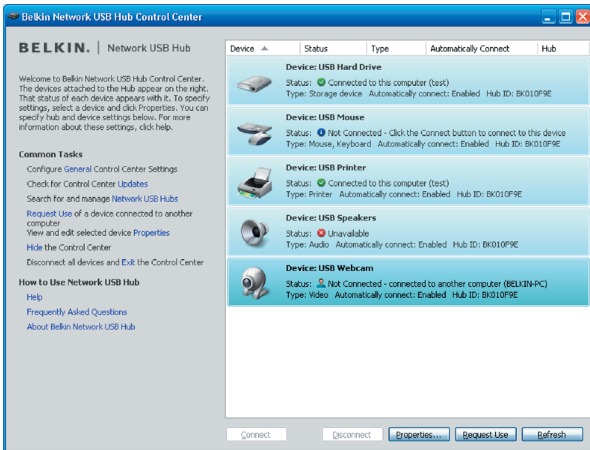 Belkin Network USB Hub Control Center
BELKIN. | Network USB Hub
Welcome to Belkin Network USB Hub Control Center.
The devices attached to the Hub appear on the right.
That status of each device appears with it. To specify
settings, select a device and click Properties. You can
specify hub and device settings below. For more
information about these settings, click help.
Common Tasks
Configure General Control Center Settings
Check for Control Center Updates
Search for and manage Network USB Hubs
Request Use of a device connected to another
computer
View and edit selected device Properties
Hide the Control Center
Disconnect all devices and Exit the Control Center
How to Use Network USB Hub
Help
Frequently Asked Questions
About Belkin Network USB Hub
Device Status Type Automatically Connect Hub
Device: USB Hard Drive
Status: Connected to this computer (test)
Type: Storage device Automatically connect: Enabled Hub ID: BK010F9E
Device: USB Mouse
Status: Not Connected - Click the Connect button to connect to this device
Type: Mouse, Keyboard Automatically connect: Enabled Hub ID: BK010F9E
Device: USB Printer
Status: Connected to this computer (test)
Type: Printer Automatically connect: Enabled Hub ID: BK010F9E
Device: USB Speakers
Status: Unavailable
Type: Audio Automatically connect: Enabled Hub ID: BK010F9E
Device: USB Webcam
Status: Not Connected - connected to another computer (BELKIN-PC)
Type: Video Automatically connect: Enabled Hub ID: BK010F9E
Connect Disconnect Properties... Request Use Refresh